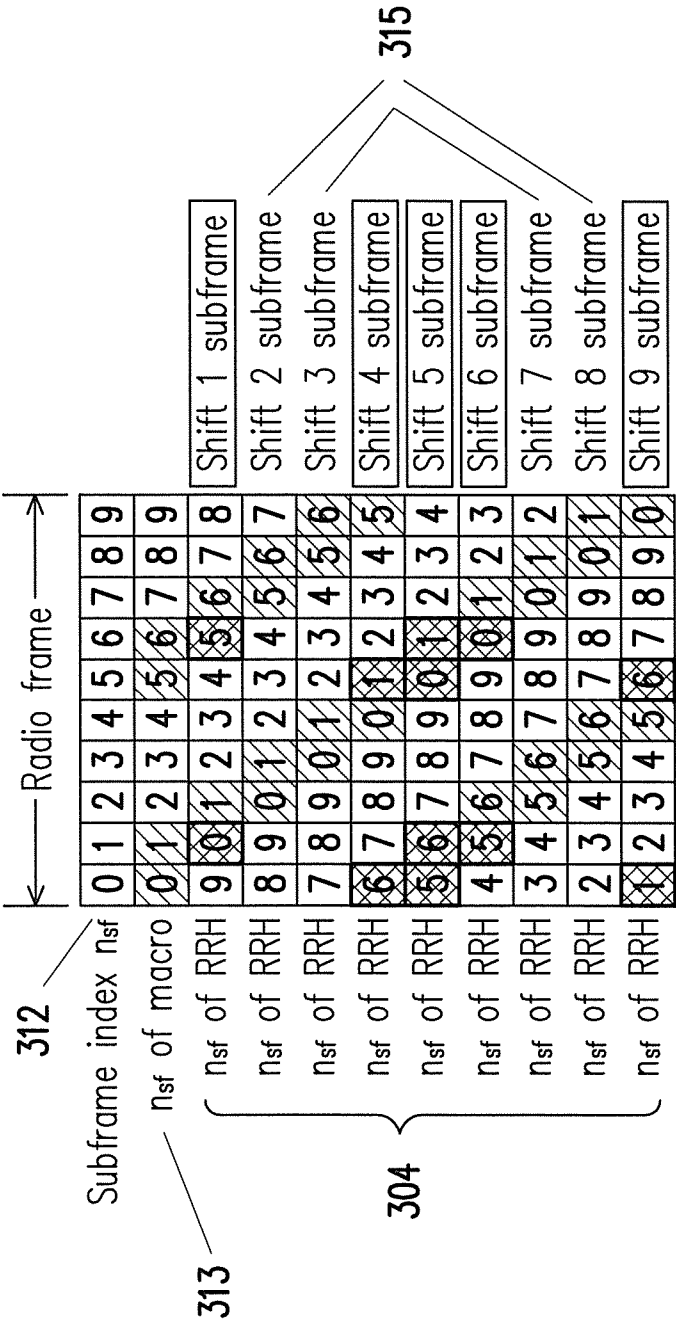 312
Radio frame
Subframe index nsf 0 1 2 3 4 5 6 7 8 9
313
nsf of macro 0 1 2 3 4 5 6 7 8 9
304
nsf of RRH 9 0 1 2 3 4 5 6 7 8 Shift 1 subframe
nsf of RRH 8 9 0 1 2 3 4 5 6 7 Shift 2 subframe
nsf of RRH 7 8 9 0 1 2 3 4 5 6 Shift 3 subframe
nsf of RRH 6 7 8 9 0 1 2 3 4 5 Shift 4 subframe
nsf of RRH 5 6 7 8 9 0 1 2 3 4 Shift 5 subframe
nsf of RRH 4 5 6 7 8 9 0 1 2 3 Shift 6 subframe
nsf of RRH 3 4 5 6 7 8 9 0 1 2 Shift 7 subframe
nsf of RRH 2 3 4 5 6 7 8 9 0 1 Shift 8 subframe
nsf of RRH 1 2 3 4 5 6 7 8 9 0 Shift 9 subframe
315